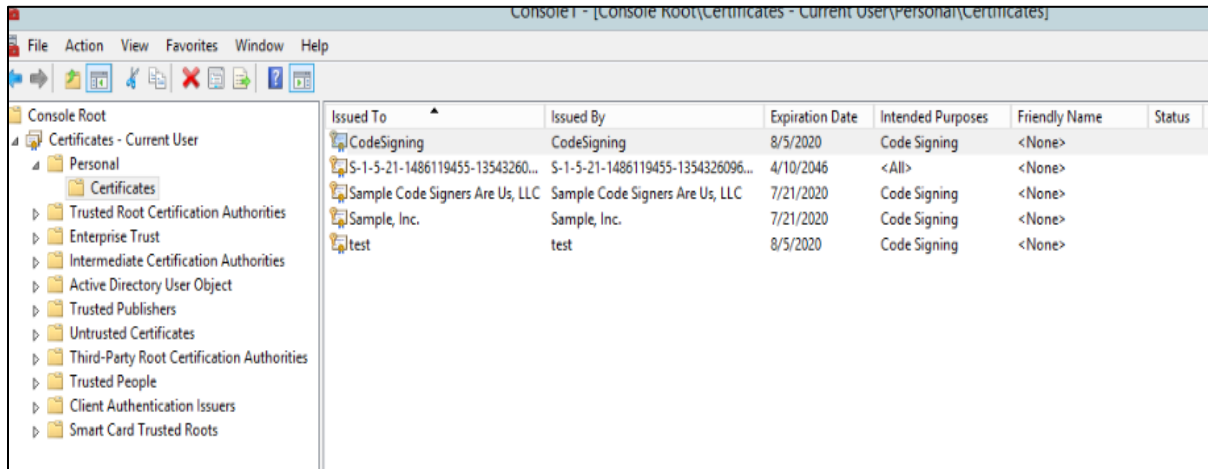 Console1 - [Console Root\Certificates - Current User\Personal\Certificates]
File Action View Favorites Window Help
Console Root
Certificates - Current User
Personal
Certificates
Trusted Root Certification Authorities
Enterprise Trust
Intermediate Certification Authorities
Active Directory User Object
Trusted Publishers
Untrusted Certificates
Third-Party Root Certification Authorities
Trusted People
Client Authentication Issuers
Smart Card Trusted Roots
Issued To Issued By Expiration Date Intended Purposes Friendly Name Status
CodeSigning CodeSigning 8/5/2020 Code Signing <None>
S-1-5-21-1486119455-13543260... S-1-5-21-1486119455-1354326096... 4/10/2046 <All> <None>
Sample Code Signers Are Us, LLC Sample Code Signers Are Us, LLC 7/21/2020 Code Signing <None>
Sample, Inc. Sample, Inc. 7/21/2020 Code Signing <None>
test test 8/5/2020 Code Signing <None>